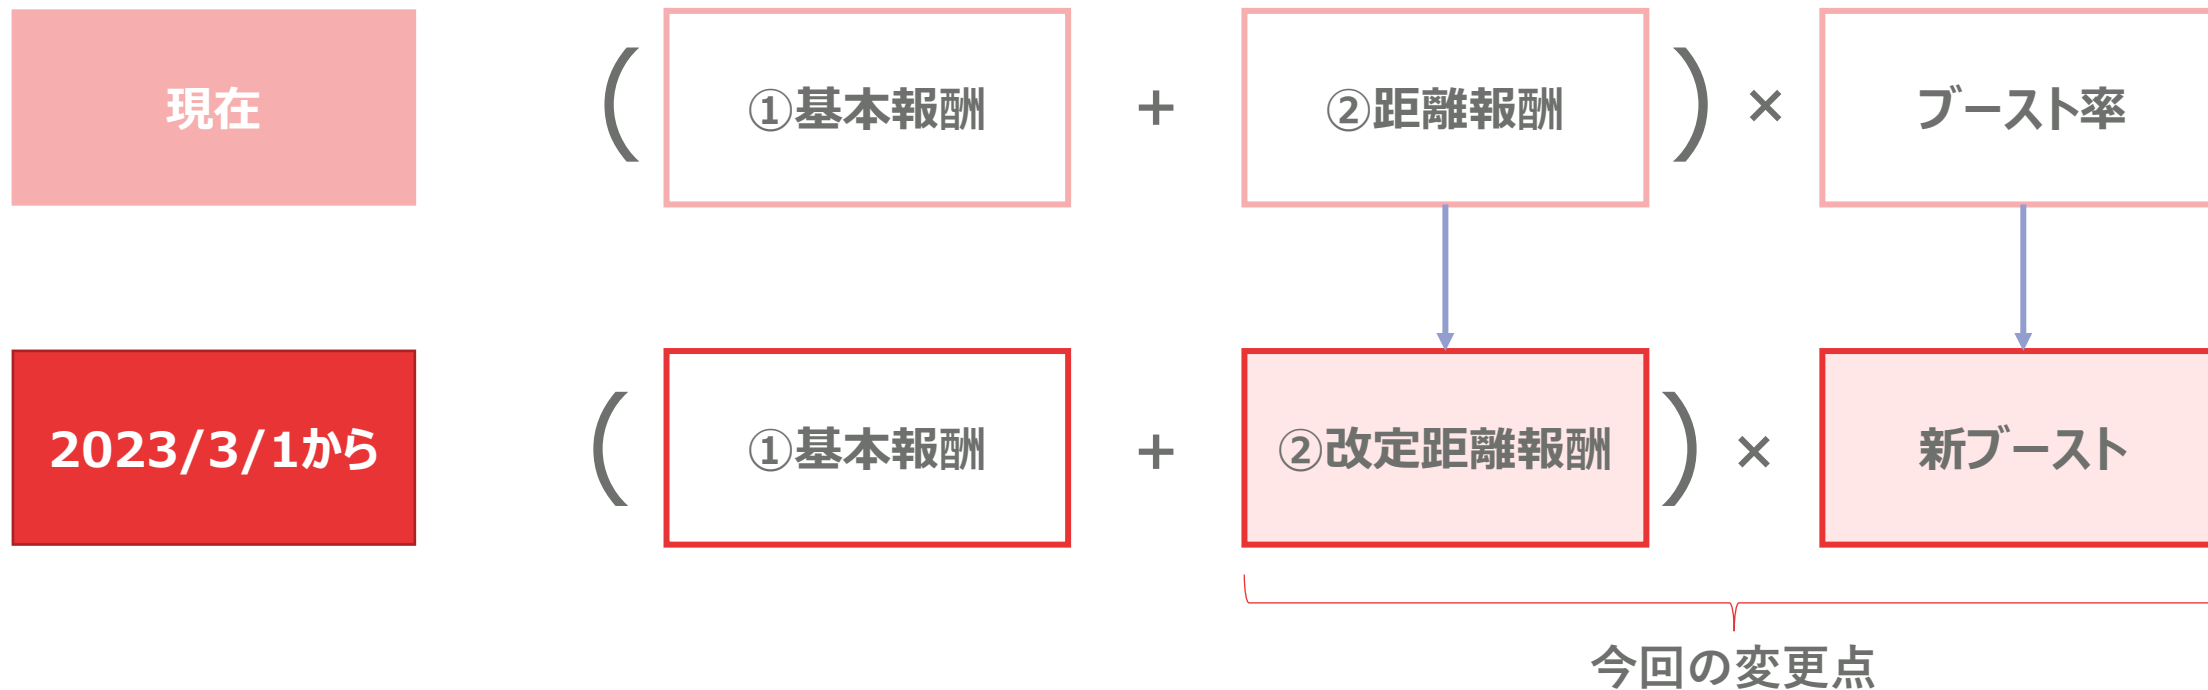 現在 ( ①基本報酬 + ②距離報酬 ) × ブースト率
2023/3/1から ( ①基本報酬 + ②改定距離報酬 ) × 新ブースト
今回の変更点